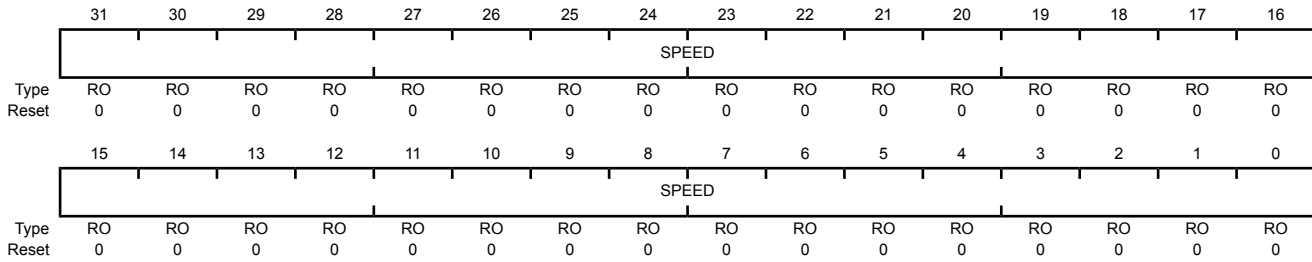 31 30 29 28 27 26 25 24 23 22 21 20 19 18 17 16
SPEED
Type RO RO RO RO RO RO RO RO RO RO RO RO RO RO RO RO
Reset 0 0 0 0 0 0 0 0 0 0 0 0 0 0 0 0
15 14 13 12 11 10 9 8 7 6 5 4 3 2 1 0
SPEED
Type RO RO RO RO RO RO RO RO RO RO RO RO RO RO RO RO
Reset 0 0 0 0 0 0 0 0 0 0 0 0 0 0 0 0